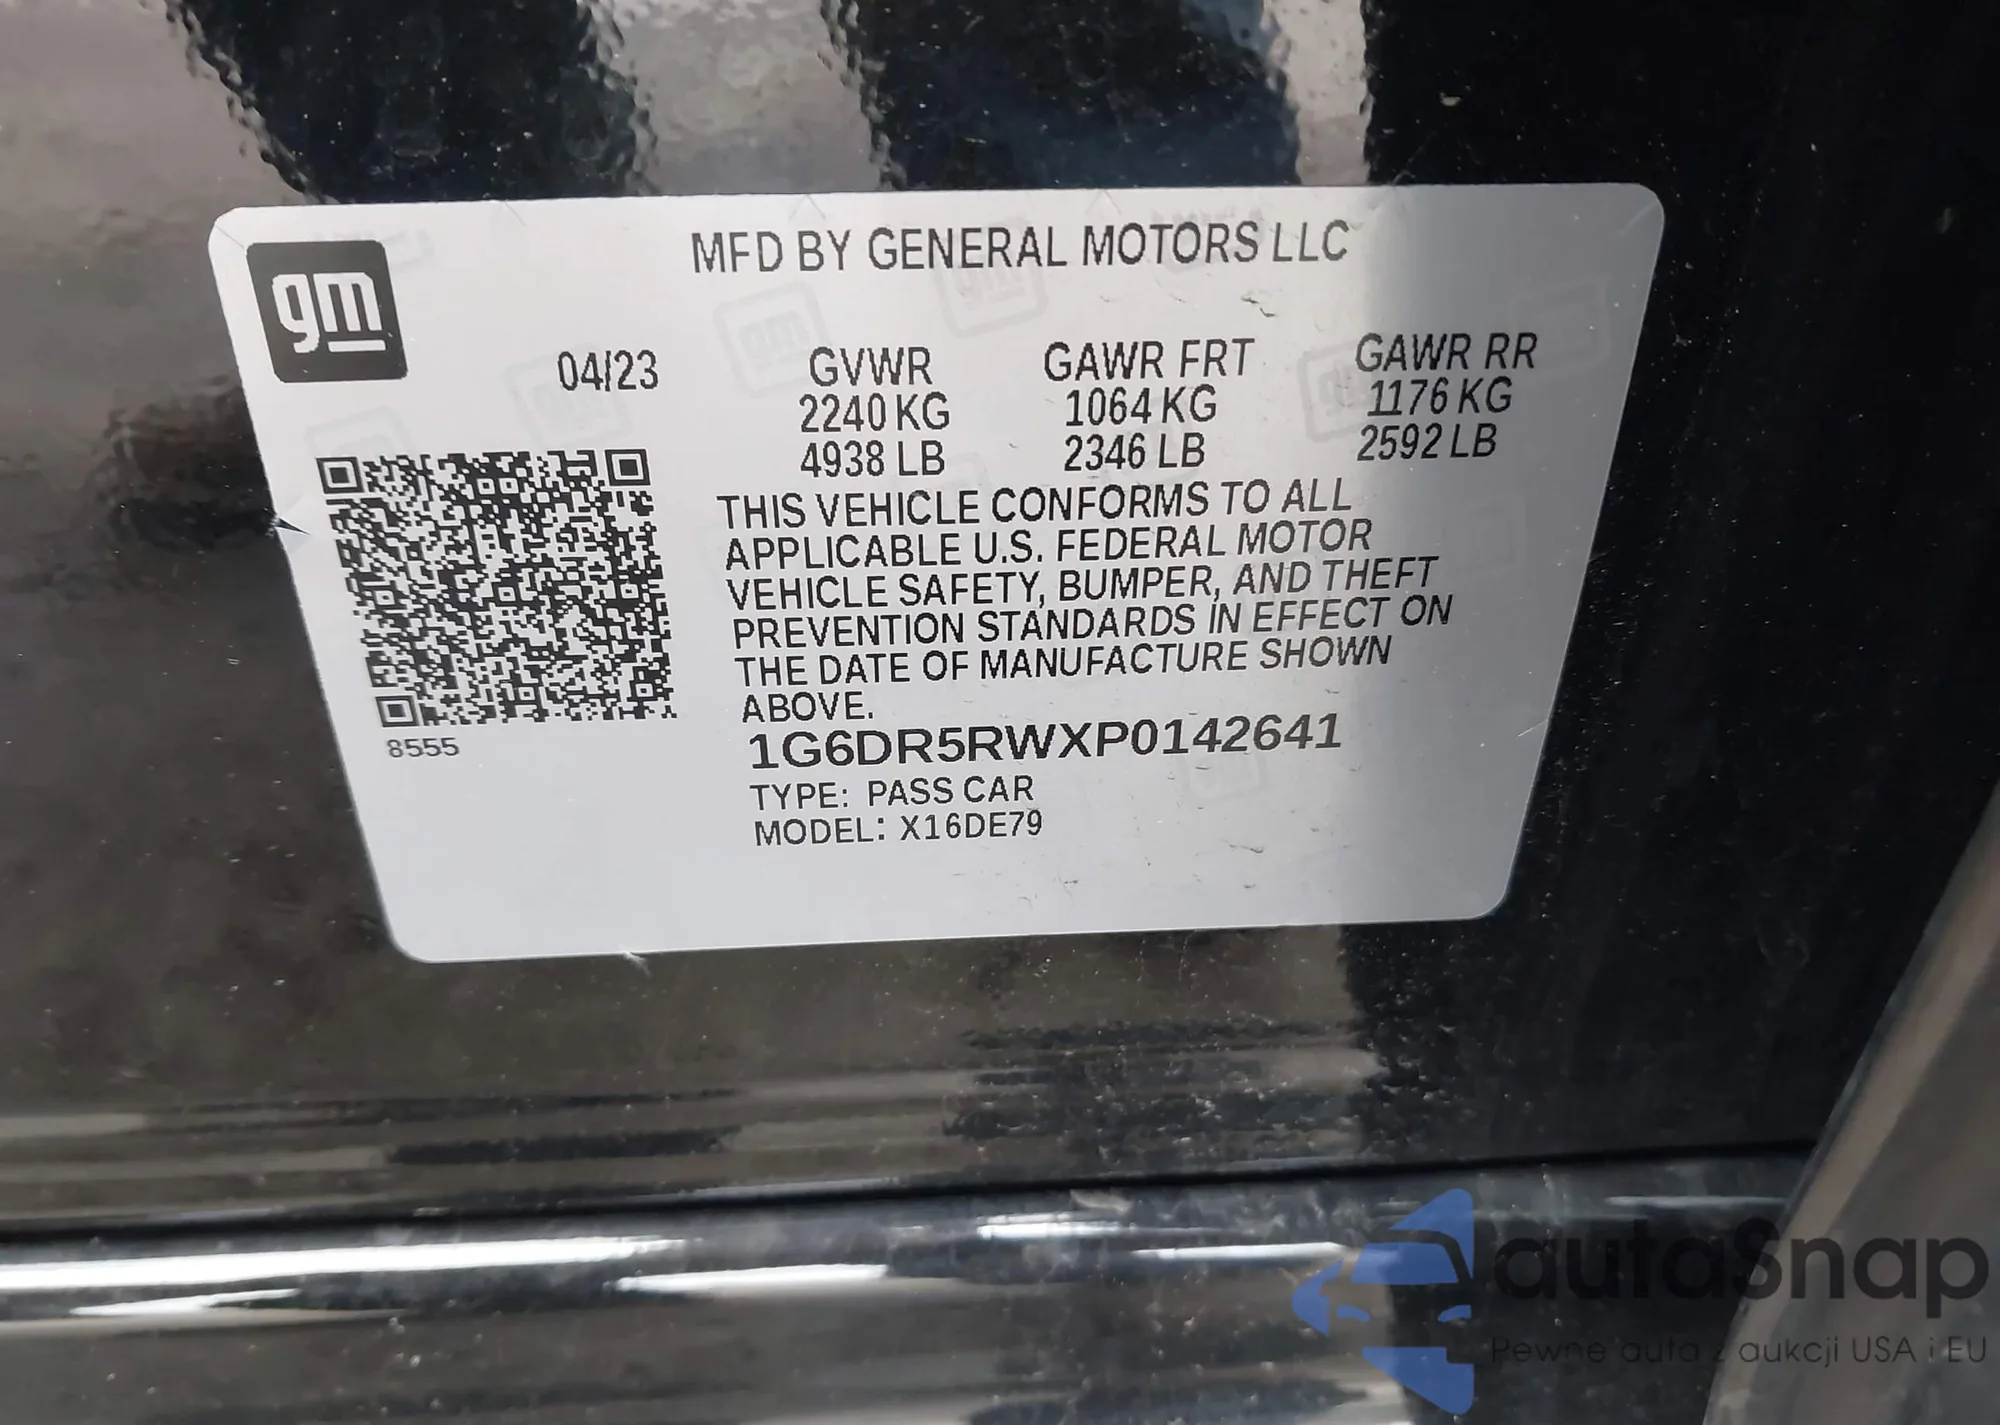 gm
MFD BY GENERAL MOTORS LLC
04/23
GVWR GAWR FRT GAWR RR
2240 KG 1064 KG 1176 KG
4938 LB 2346 LB 2592 LB
THIS VEHICLE CONFORMS TO ALL
APPLICABLE U.S. FEDERAL MOTOR
VEHICLE SAFETY, BUMPER, AND THEFT
PREVENTION STANDARDS IN EFFECT ON
THE DATE OF MANUFACTURE SHOWN
ABOVE.
8555
1G6DR5RWXP0142641
TYPE: PASS CAR
MODEL: X16DE79
autaSnap
Pewne auta z aukcji USA i EU